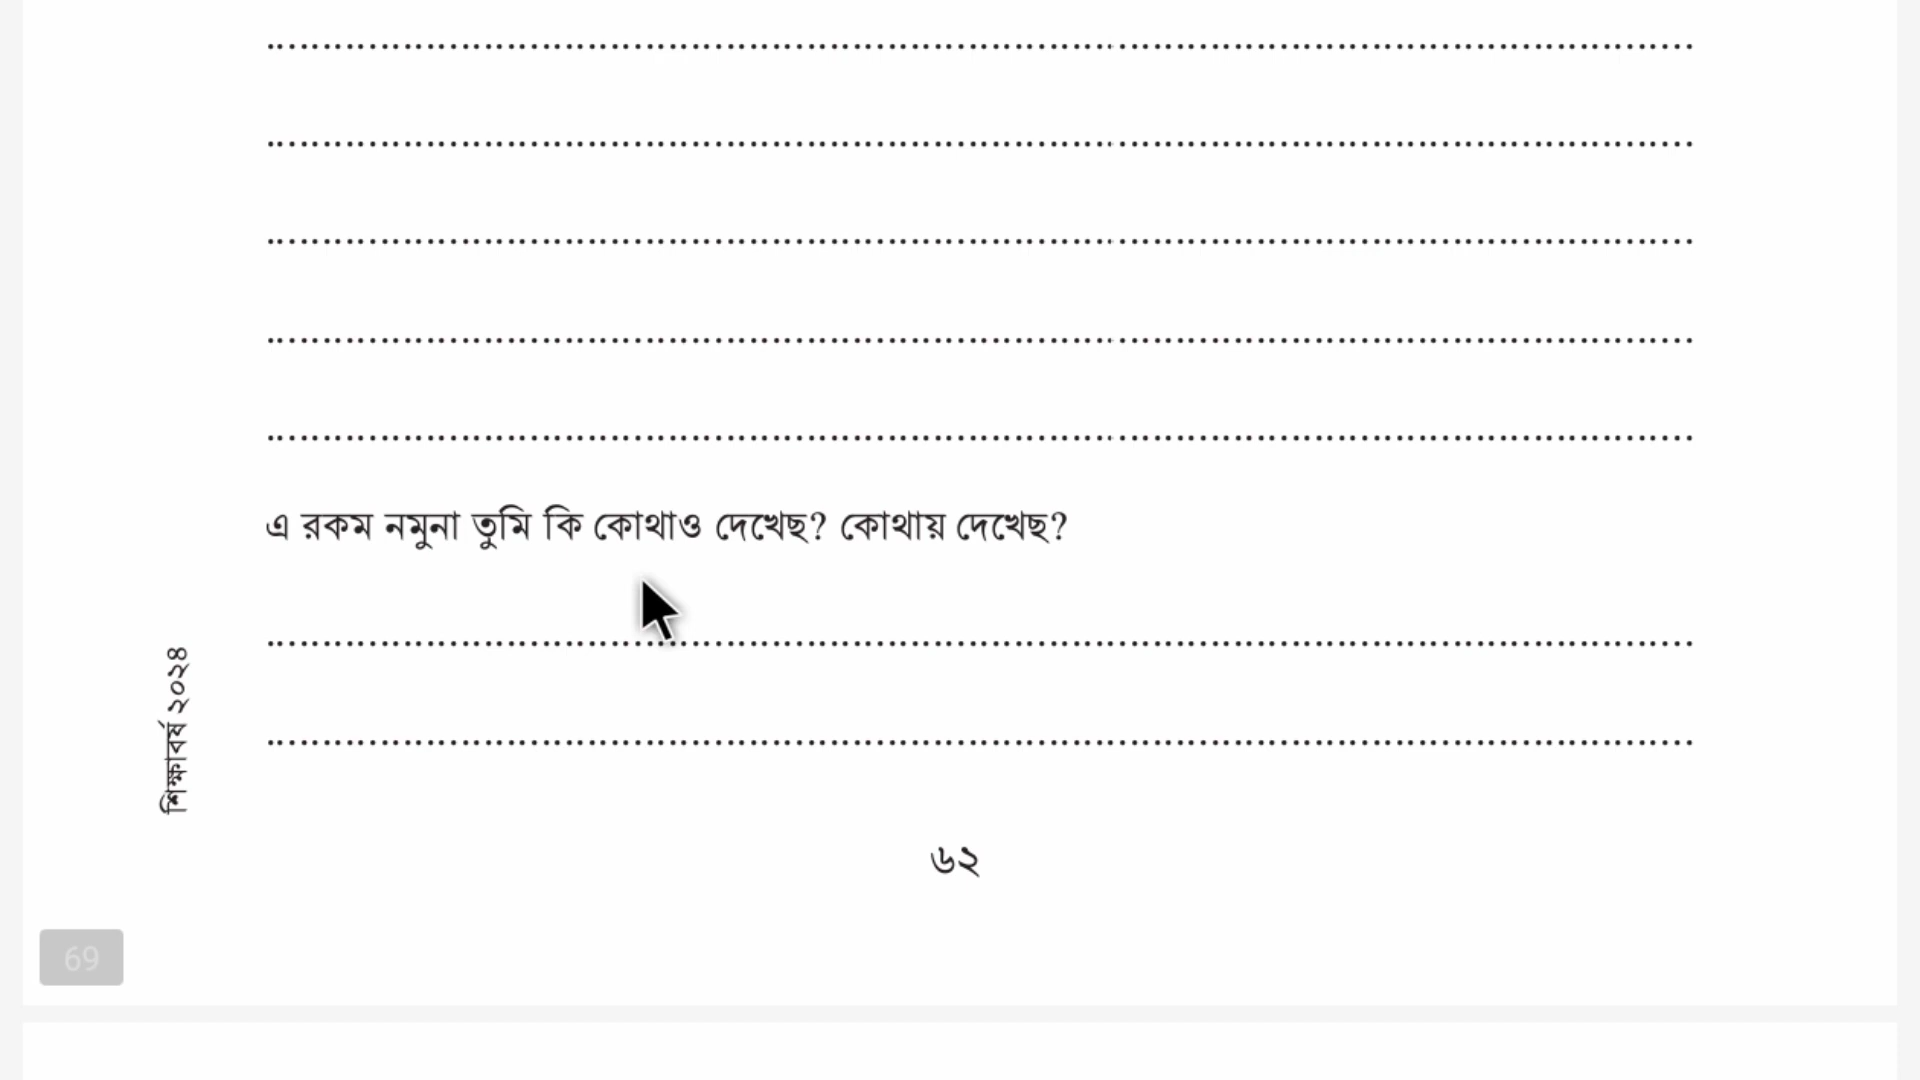 এ রকম নমুনা তুমি কি কোথাও দেখেছ? কোথায় দেখেছ?
শিক্ষাবর্ষ ২০২৪
৬২
69